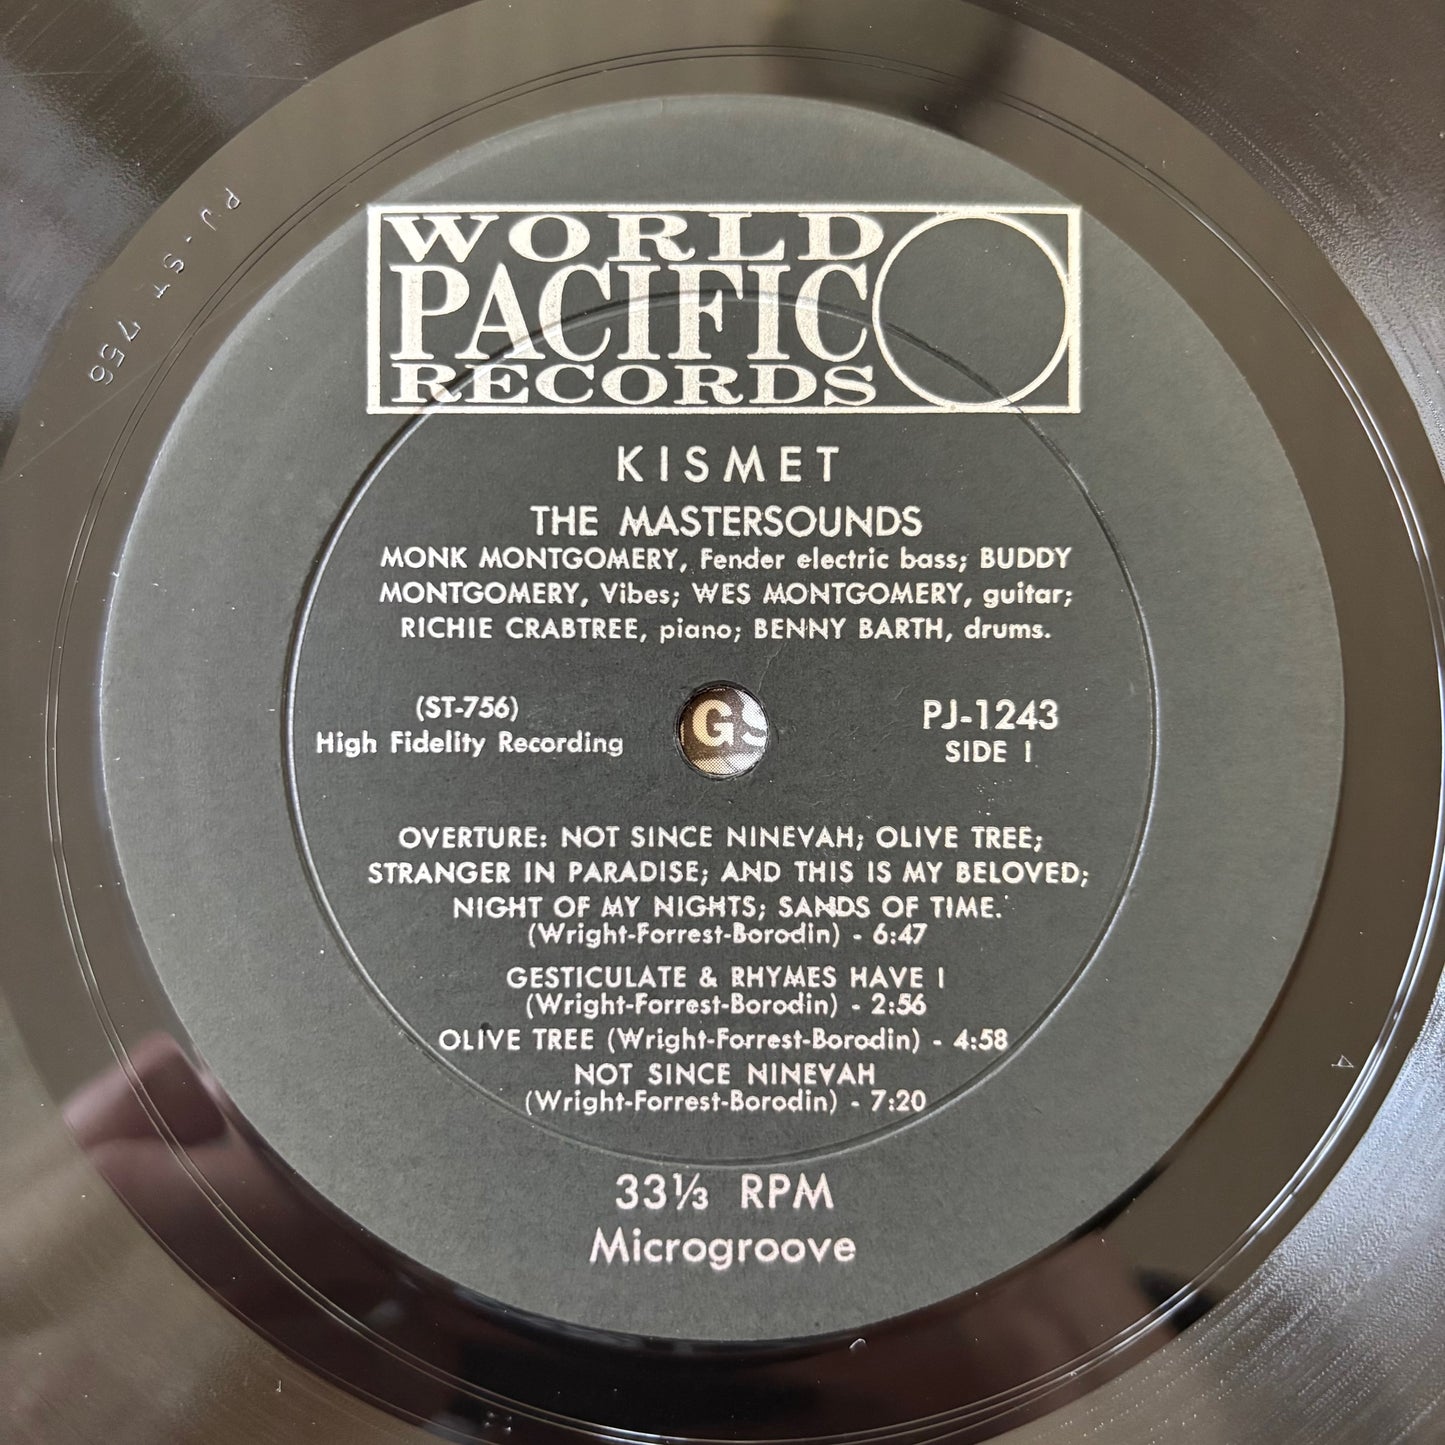 WORLD
PACIFIC
RECORDS
KISMET
THE MASTERSOUNDS
MONK MONTGOMERY, Fender electric bass; BUDDY
MONTGOMERY, Vibes; WES MONTGOMERY, guitar;
RICHIE CRABTREE, piano; BENNY BARTH, drums.
(ST-756)
High Fidelity Recording
GS
PJ-1243
SIDE I
OVERTURE: NOT SINCE NINEVAH; OLIVE TREE;
STRANGER IN PARADISE; AND THIS IS MY BELOVED;
NIGHT OF MY NIGHTS; SANDS OF TIME.
(Wright-Forrest-Borodin) - 6:47
GESTICULATE & RHYMES HAVE I
(Wright-Forrest-Borodin) - 2:56
OLIVE TREE (Wright-Forrest-Borodin) - 4:58
NOT SINCE NINEVAH
(Wright-Forrest-Borodin) - 7:20
33⅓ RPM
Microgroove
PJ-ST 756
A